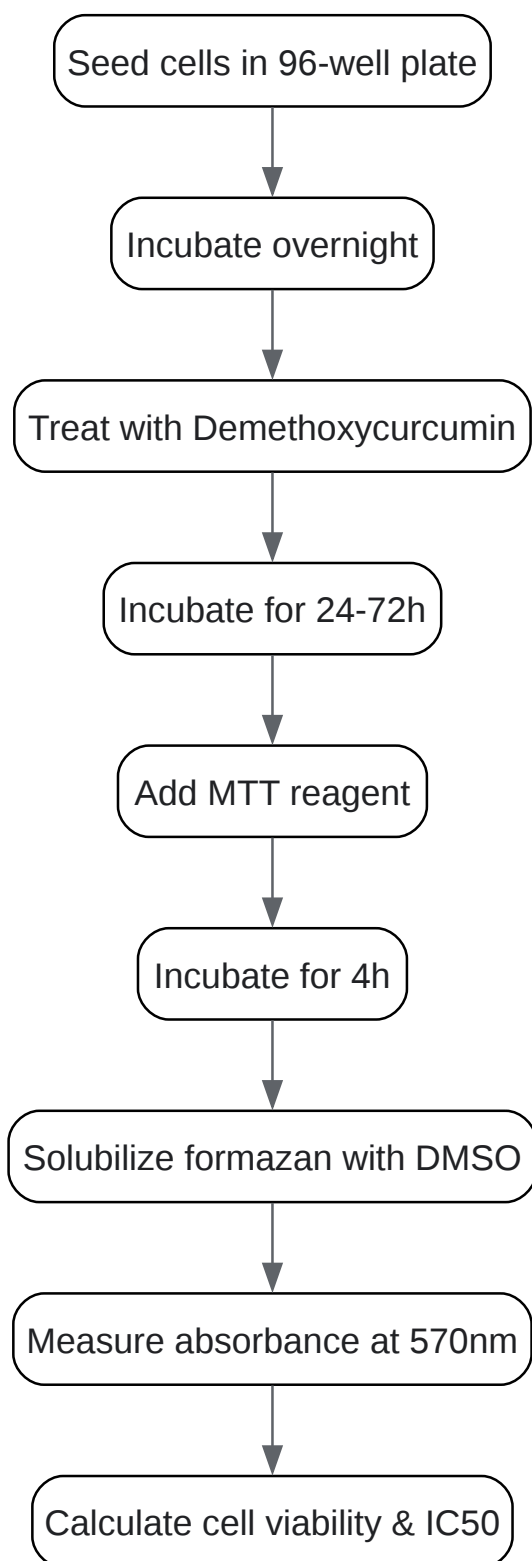 Seed cells in 96-well plate
Incubate overnight
Treat with Demethoxycurcumin
Incubate for 24-72h
Add MTT reagent
Incubate for 4h
Solubilize formazan with DMSO
Measure absorbance at 570nm
Calculate cell viability & IC50